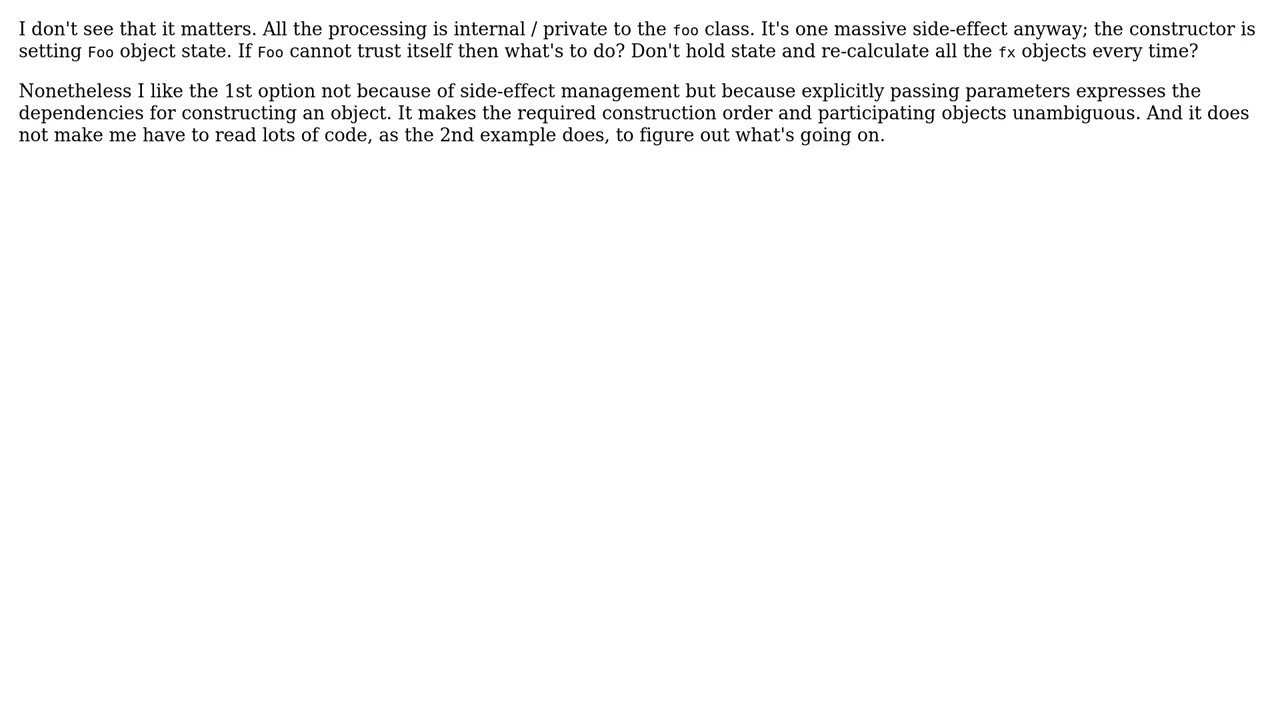 I don't see that it matters. All the processing is internal / private to the foo class. It's one massive side-effect anyway; the constructor is
setting Foo object state. If Foo cannot trust itself then what's to do? Don't hold state and re-calculate all the fx objects every time?
Nonetheless I like the 1st option not because of side-effect management but because explicitly passing parameters expresses the
dependencies for constructing an object. It makes the required construction order and participating objects unambiguous. And it does
not make me have to read lots of code, as the 2nd example does, to figure out what's going on.